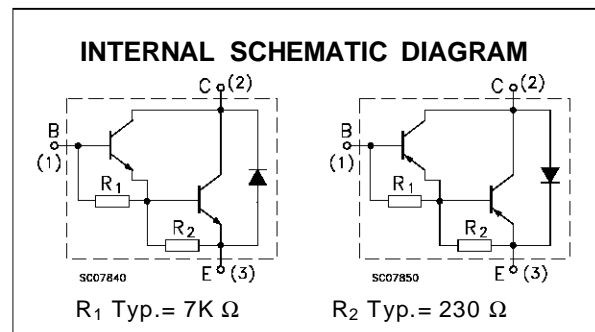 INTERNAL SCHEMATIC DIAGRAM
C (2)
B
(1)
R1
R2
SC07840
E (3)
C (2)
B
(1)
R1
R2
SC07850
E (3)
R1 Typ.= 7K Ω
R2 Typ.= 230 Ω